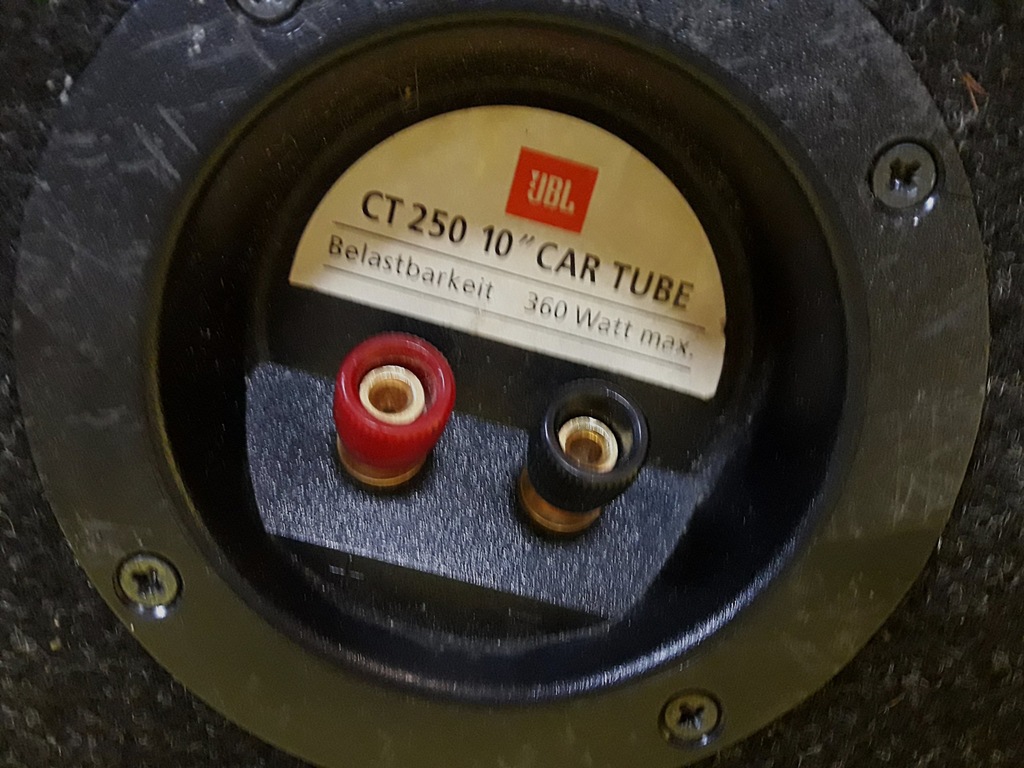 JBL
CT 250 10" CAR TUBE
Belastbarkeit 360 Watt max.